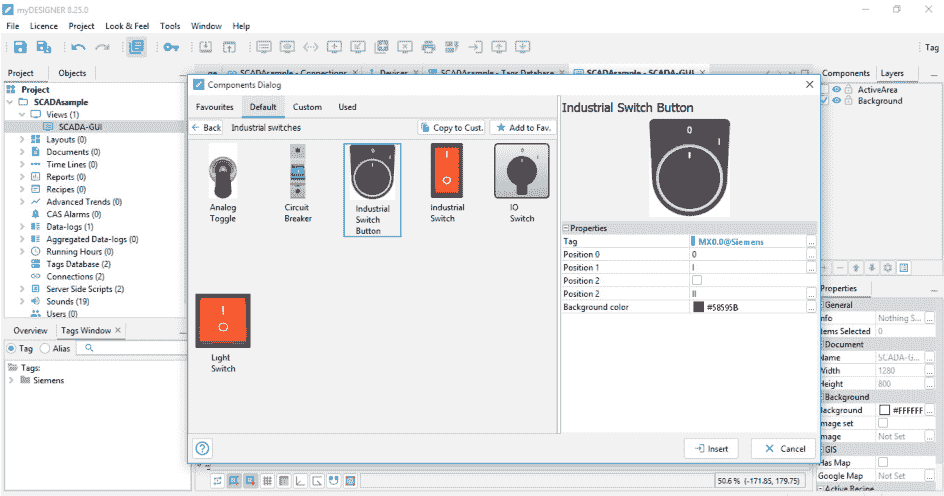 myDESIGNER 8.25.0
File Licence Project Look & Feel Tools Window Help
Tag
Project Objects
SCADAsample - Connections Devices SCADAsample - Tags Database SCADAsample - SCADA-GUI
Components Layers
Project
SCADAsample
Views (1)
SCADA-GUI
Layouts (0)
Documents (0)
Time Lines (0)
Reports (0)
Recipes (0)
Advanced Trends (0)
CAS Alarms (0)
Data-logs (1)
Aggregated Data-logs (0)
Running Hours (0)
Tags Database (2)
Connections (2)
Server Side Scripts (2)
Sounds (19)
Users (0)
Overview Tags Window
Tag Alias
Tags:
Siemens
Components Dialog
Favourites Default Custom Used
Back Industrial switches Copy to Cust. Add to Fav.
Analog Toggle
Circuit Breaker
Industrial Switch Button
Industrial Switch
IO Switch
Light Switch
Industrial Switch Button
0
I
Properties
Tag MX0.0@Siemens ...
Position 0 0 ...
Position 1 I ...
Position 2
Position 2 II ...
Background color #58595B ...
Insert Cancel
ActiveArea
Background
Properties
General
Info Nothing S... ...
Items Selected 0
Document
Name SCADA-G... ...
Width 1280 ...
Height 800 ...
Background
Background #FFFFFF ...
Image set
Image Not Set ...
GIS
Has Map
Google Map Not Set ...
Active Recipe
50.6 % (-171.85, 179.75)